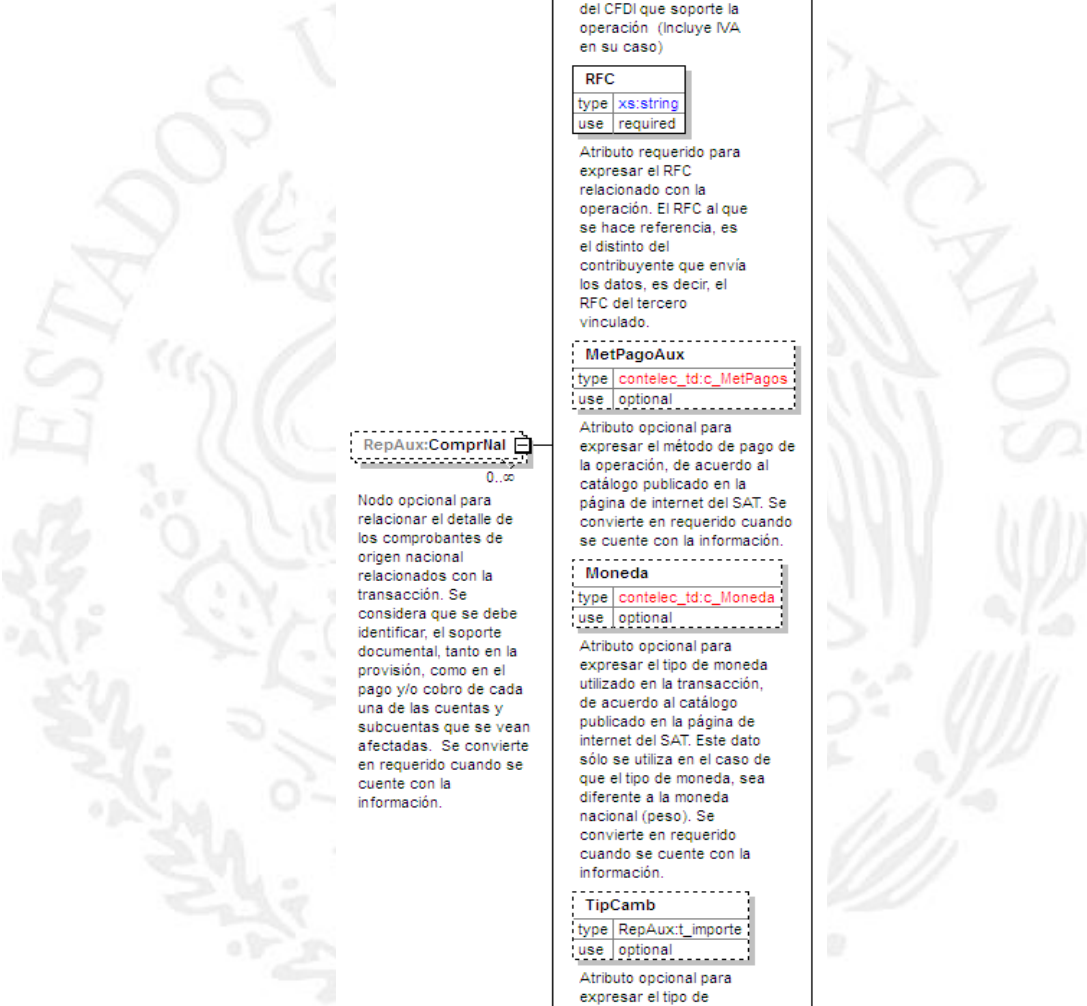 del CFDI que soporte la
operación  (Incluye IVA
en su caso)
RFC
type xs:string
use required
Atributo requerido para
expresar el RFC
relacionado con la
operación. El RFC al que
se hace referencia, es
el distinto del
contribuyente que envía
los datos, es decir, el
RFC del tercero
vinculado.
MetPagoAux
type contelec_td:c_MetPagos
use optional
Atributo opcional para
expresar el método de pago de
la operación, de acuerdo al
catálogo publicado en la
página de internet del SAT. Se
convierte en requerido cuando
se cuente con la información.
RepAux:ComprNal
0..∞
Nodo opcional para
relacionar el detalle de
los comprobantes de
origen nacional
relacionados con la
transacción. Se
considera que se debe
identificar, el soporte
documental, tanto en la
provisión, como en el
pago y/o cobro de cada
una de las cuentas y
subcuentas que se vean
afectadas.  Se convierte
en requerido cuando se
cuente con la
información.
Moneda
type contelec_td:c_Moneda
use optional
Atributo opcional para
expresar el tipo de moneda
utilizado en la transacción,
de acuerdo al catálogo
publicado en la página de
internet del SAT. Este dato
sólo se utiliza en el caso de
que el tipo de moneda, sea
diferente a la moneda
nacional (peso). Se
convierte en requerido
cuando se cuente con la
información.
TipCamb
type RepAux:t_importe
use optional
Atributo opcional para
expresar el tipo de
ESTADOS U
EXICANOS